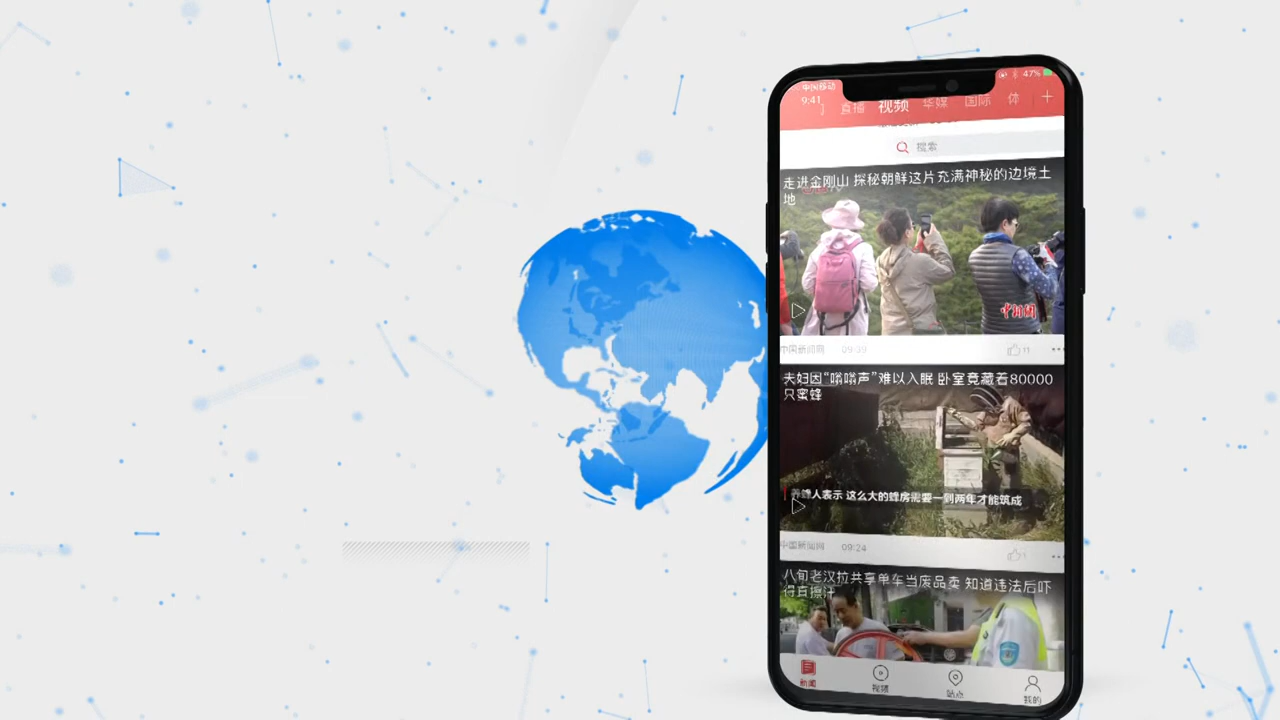 中国移动
47%
9:41
直播 视频 华媒 国际 体 +
搜索
走进金刚山 探秘朝鲜这片充满神秘的边境土
地
中新网
中国新闻网 09:39 11
夫妇因“嗡嗡声”难以入眠 卧室竟藏着80000
只蜜蜂
养蜂人表示 这么大的蜂房需要一到两年才能筑成
中国新闻网 09:24 1
八旬老汉拉共享单车当废品卖 知道违法后吓
得直擦汗
新闻 视频 站点 我的